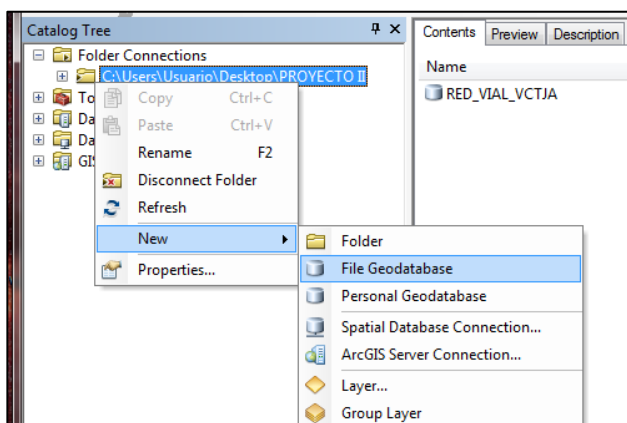 Catalog Tree
Folder Connections
C:\Users\Usuario\Desktop\PROYECTO II
To
Da
Da
GIS
Copy Ctrl+C
Paste Ctrl+V
Rename F2
Disconnect Folder
Refresh
New
Properties...
Folder
File Geodatabase
Personal Geodatabase
Spatial Database Connection...
ArcGIS Server Connection...
Layer...
Group Layer
Contents Preview Description
Name
RED_VIAL_VCTJA